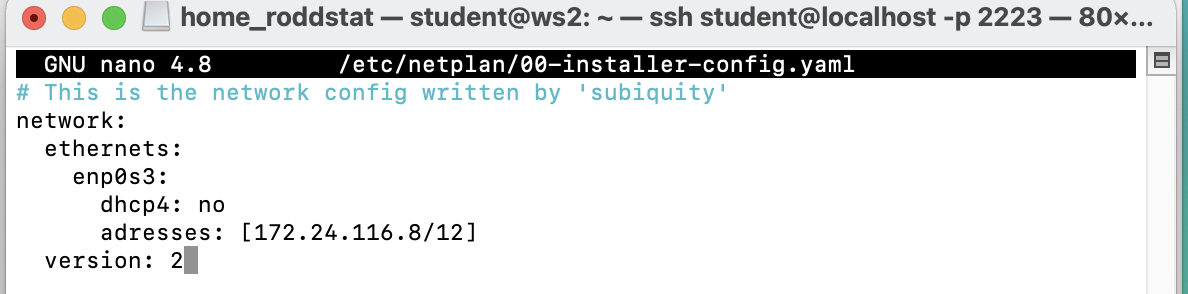 home_roddstat — student@ws2: ~ — ssh student@localhost -p 2223 — 80×...
GNU nano 4.8 /etc/netplan/00-installer-config.yaml
# This is the network config written by 'subiquity'
network:
  ethernets:
    enp0s3:
      dhcp4: no
      adresses: [172.24.116.8/12]
  version: 2